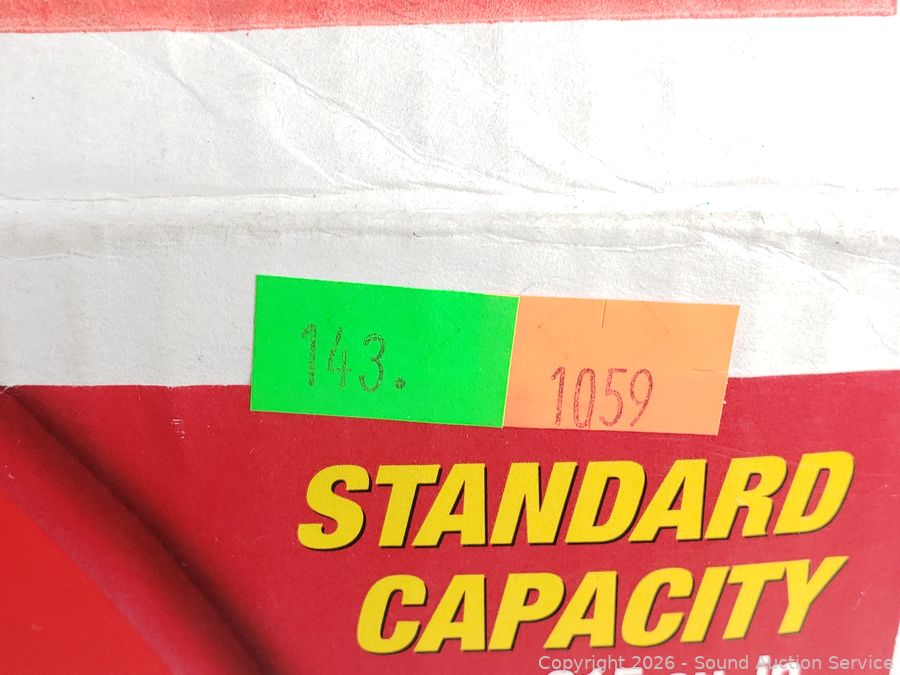 143.
1059
STANDARD
CAPACITY
Copyright 2026 - Sound Auction Service